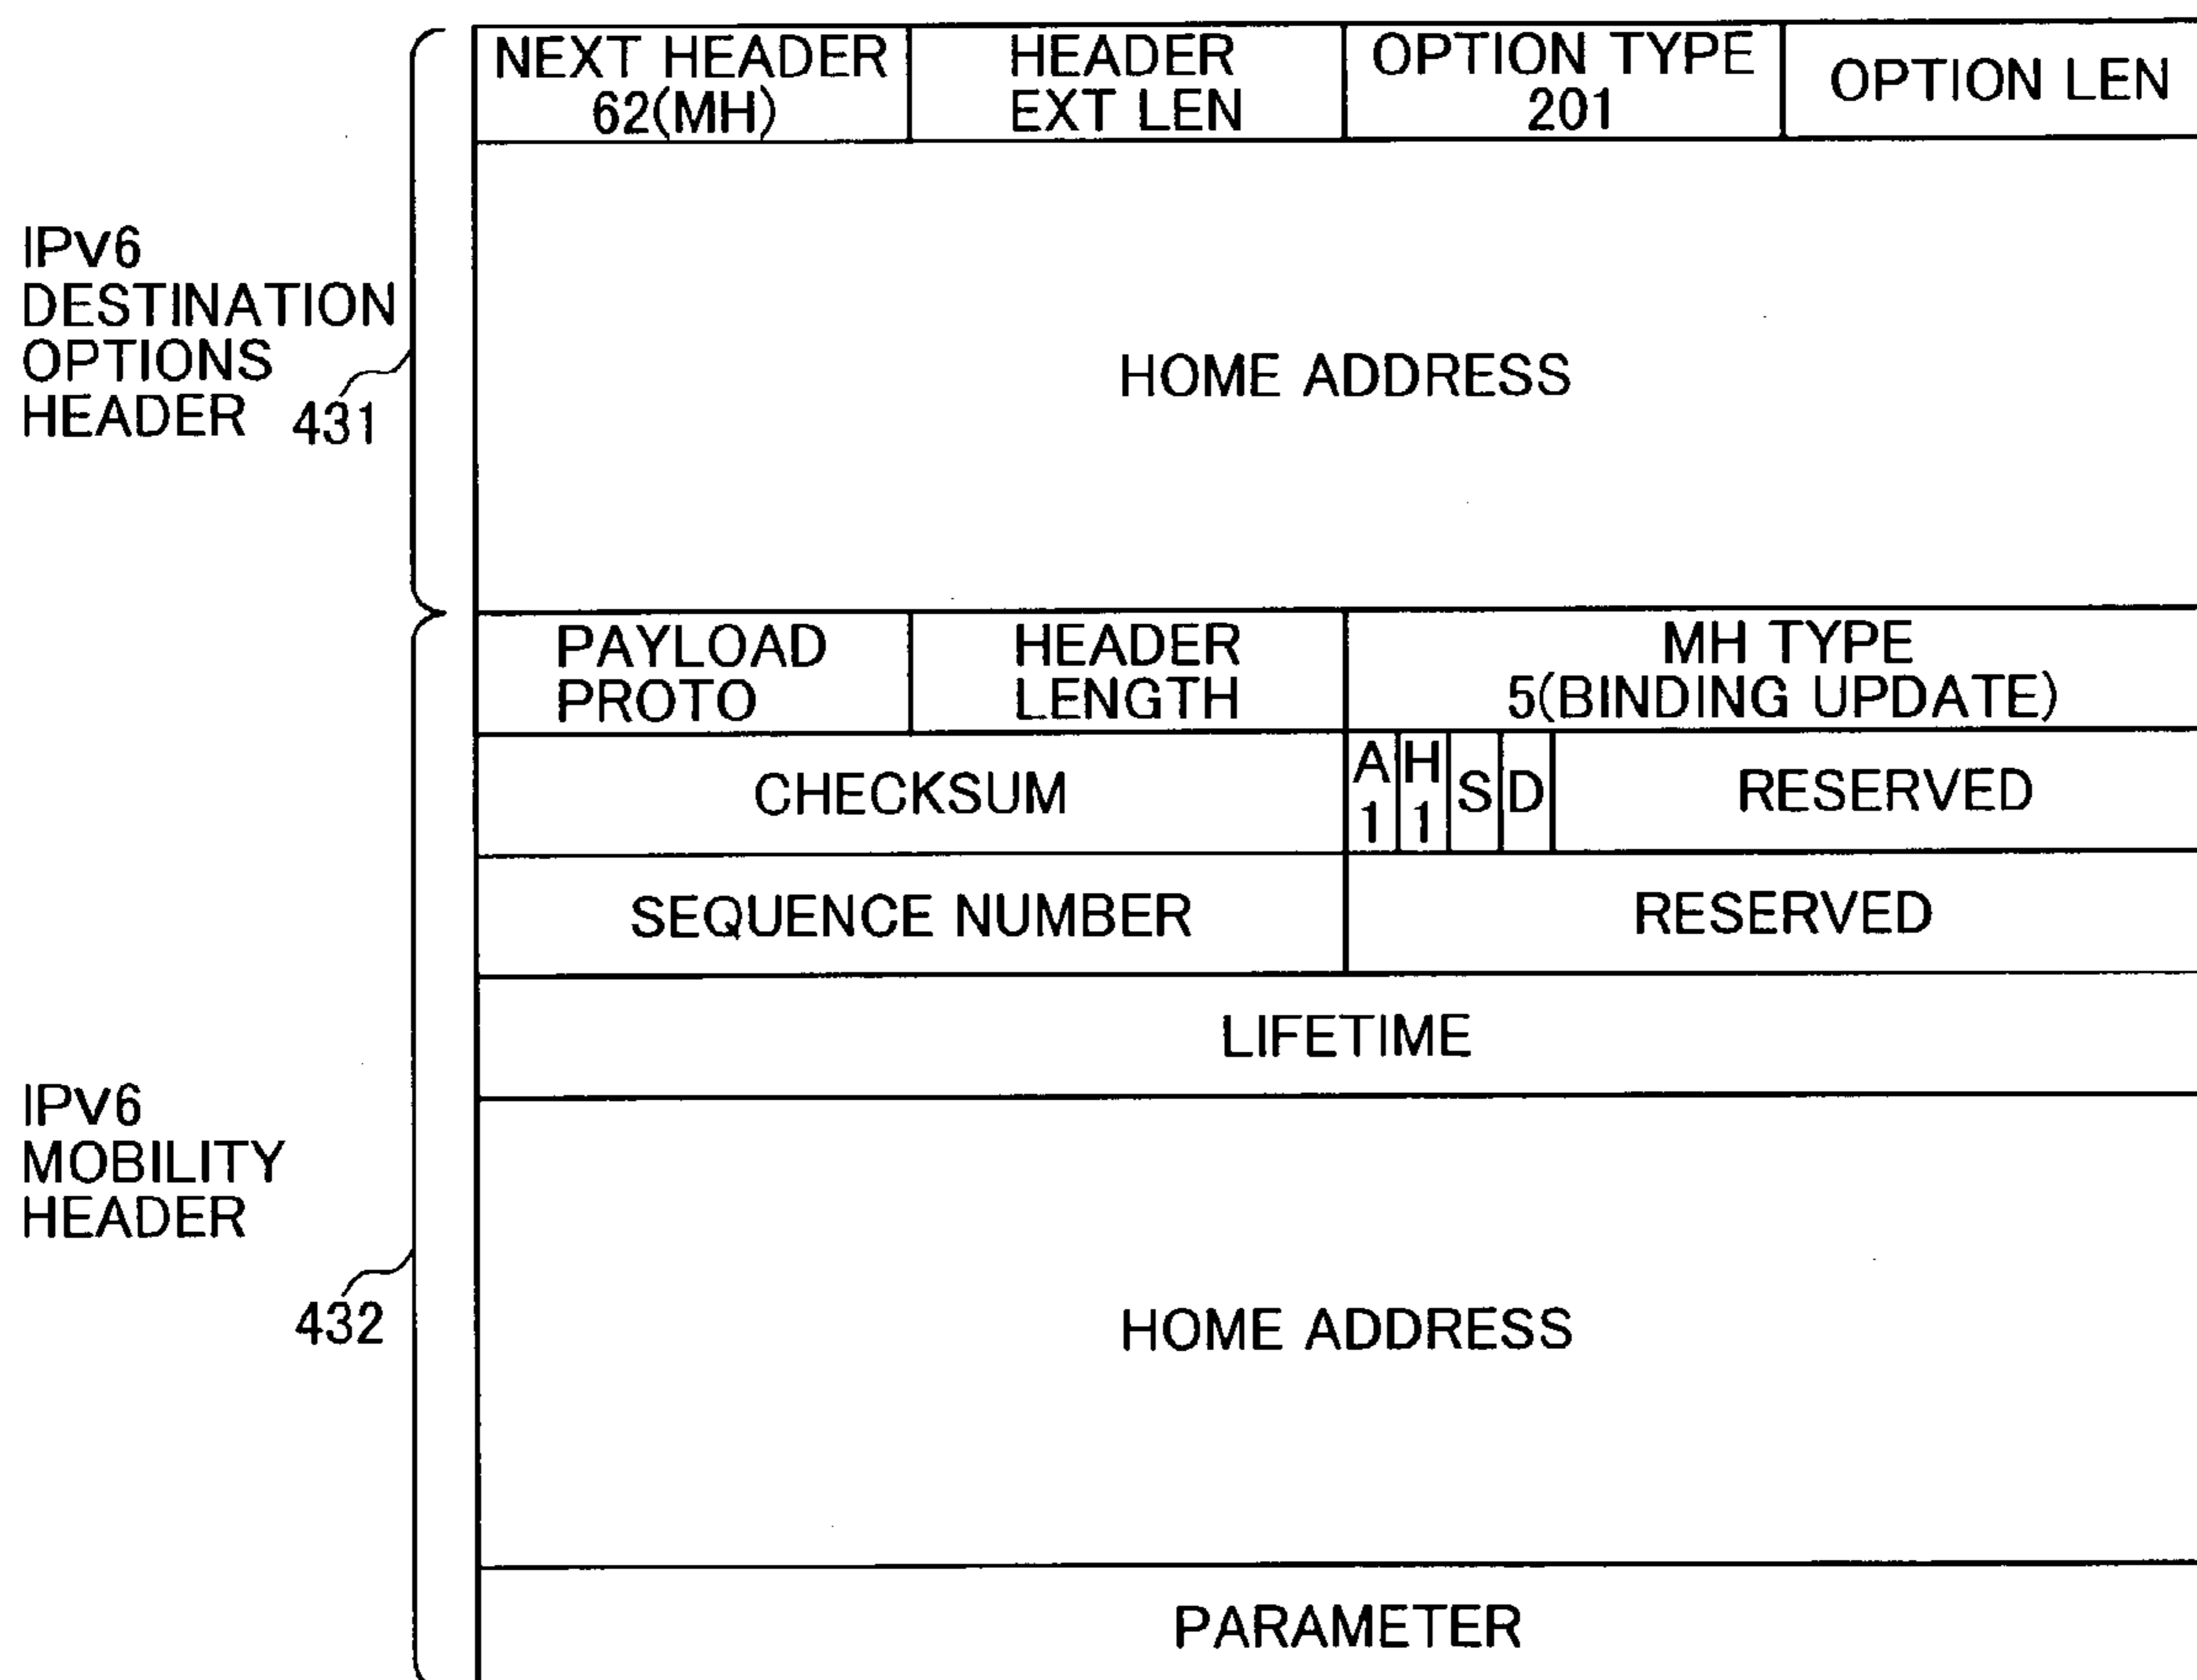 NEXT HEADER
62(MH)
HEADER
EXT LEN
OPTION TYPE
201
OPTION LEN
IPV6
DESTINATION
OPTIONS
HEADER 431
HOME ADDRESS
PAYLOAD
PROTO
HEADER
LENGTH
MH TYPE
5(BINDING UPDATE)
CHECKSUM
A
1
H
1
S
D
RESERVED
SEQUENCE NUMBER
RESERVED
LIFETIME
IPV6
MOBILITY
HEADER
432
HOME ADDRESS
PARAMETER